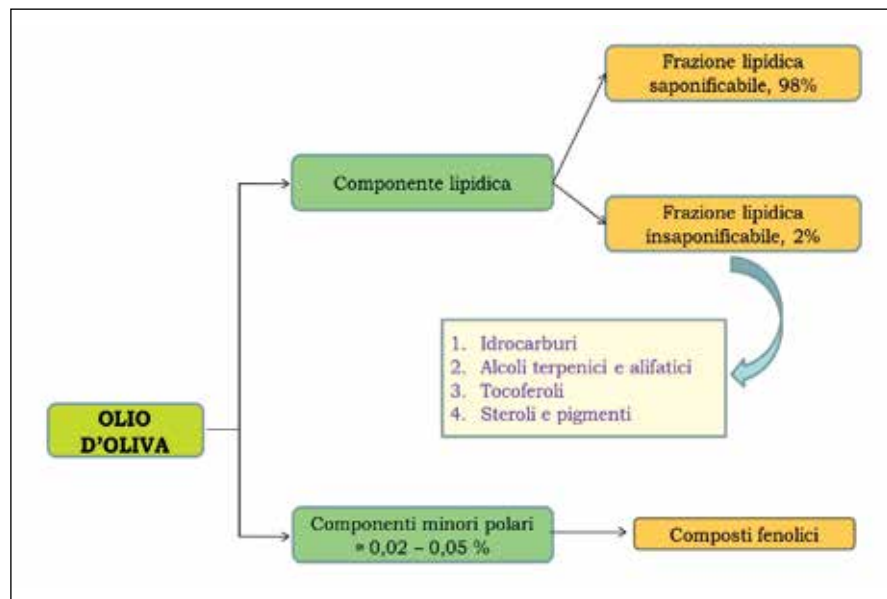 Frazione lipidica
saponificabile, 98%
Componente lipidica
Frazione lipidica
insaponificabile, 2%
1. Idrocarburi
2. Alcoli terpenici e alifatici
3. Tocoferoli
4. Steroli e pigmenti
OLIO
D'OLIVA
Componenti minori polari
≈ 0,02 – 0,05 %
Composti fenolici